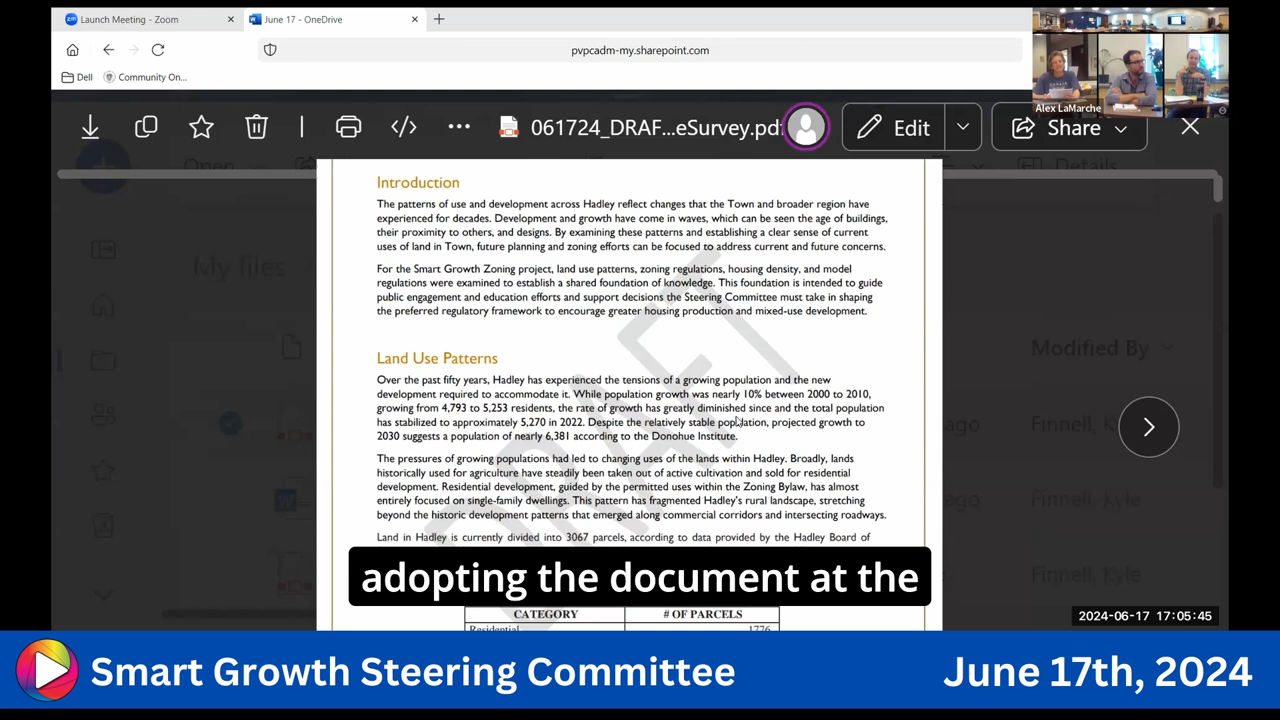 Launch Meeting - Zoom
June 17 - OneDrive
pvpcadm-my.sharepoint.com
Dell
Community On...
Alex LaMarche
061724_DRAF...eSurvey.pdf
Edit
Share
Open
Details
My files
Modified By
Finnell, Kyle
Finnell, Kyle
ago
Introduction
The patterns of use and development across Hadley reflect changes that the Town and broader region have
experienced for decades. Development and growth have come in waves, which can be seen the age of buildings,
their proximity to others, and designs. By examining these patterns and establishing a clear sense of current
uses of land in Town, future planning and zoning efforts can be focused to address current and future concerns.
For the Smart Growth Zoning project, land use patterns, zoning regulations, housing density, and model
regulations were examined to establish a shared foundation of knowledge. This foundation is intended to guide
public engagement and education efforts and support decisions the Steering Committee must take in shaping
the preferred regulatory framework to encourage greater housing production and mixed-use development.
Land Use Patterns
Over the past fifty years, Hadley has experienced the tensions of a growing population and the new
development required to accommodate it. While population growth was nearly 10% between 2000 to 2010,
growing from 4,793 to 5,253 residents, the rate of growth has greatly diminished since and the total population
has stabilized to approximately 5,270 in 2022. Despite the relatively stable population, projected growth to
2030 suggests a population of nearly 6,381 according to the Donohue Institute.
The pressures of growing populations had led to changing uses of the lands within Hadley. Broadly, lands
historically used for agriculture have steadily been taken out of active cultivation and sold for residential
development. Residential development, guided by the permitted uses within the Zoning Bylaw, has almost
entirely focused on single-family dwellings. This pattern has fragmented Hadley's rural landscape, stretching
beyond the historic development patterns that emerged along commercial corridors and intersecting roadways.
Land in Hadley is currently divided into 3067 parcels, according to data provided by the Hadley Board of
DRAFT
adopting the document at the
CATEGORY # OF PARCELS
Residential 1776
2024-06-17 17:05:45
Smart Growth Steering Committee June 17th, 2024